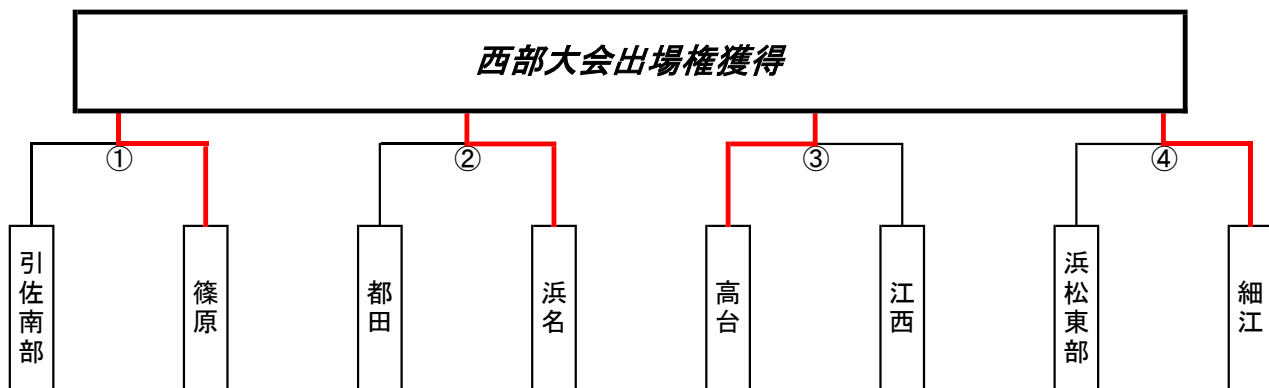 西部大会出場権獲得
①
②
③
④
引佐南部
篠原
都田
浜名
高台
江西
浜松東部
細江